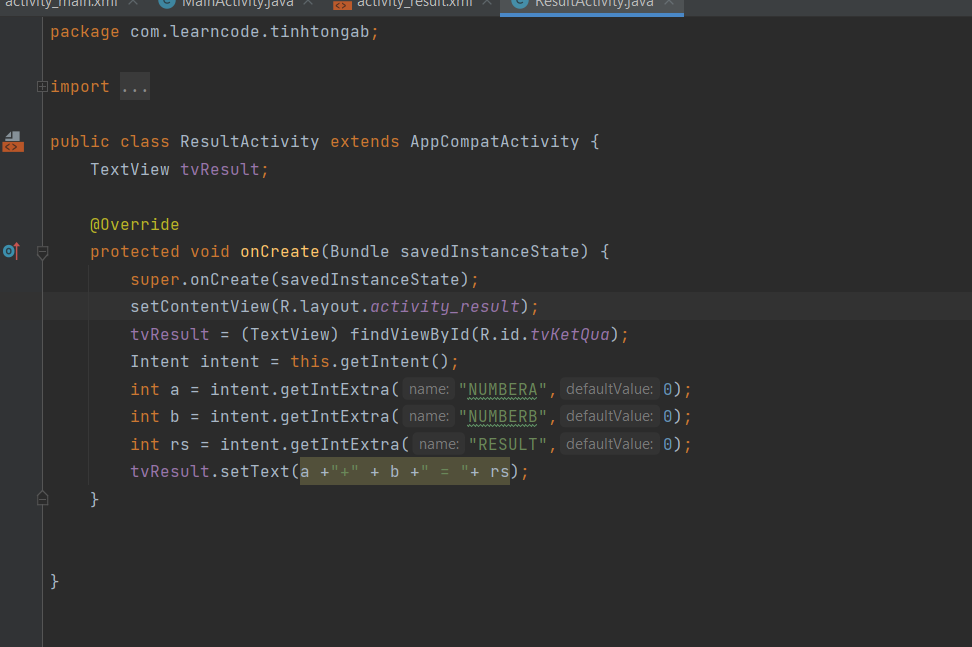 activity_main.xml MainActivity.java activity_result.xml ResultActivity.java
package com.learncode.tinhtongab;
import ...
public class ResultActivity extends AppCompatActivity {
TextView tvResult;
@Override
protected void onCreate(Bundle savedInstanceState) {
super.onCreate(savedInstanceState);
setContentView(R.layout.activity_result);
tvResult = (TextView) findViewById(R.id.tvKetQua);
Intent intent = this.getIntent();
int a = intent.getIntExtra( name: "NUMBERA", defaultValue: 0);
int b = intent.getIntExtra( name: "NUMBERB", defaultValue: 0);
int rs = intent.getIntExtra( name: "RESULT", defaultValue: 0);
tvResult.setText(a +"+" + b +" = "+ rs);
}
}